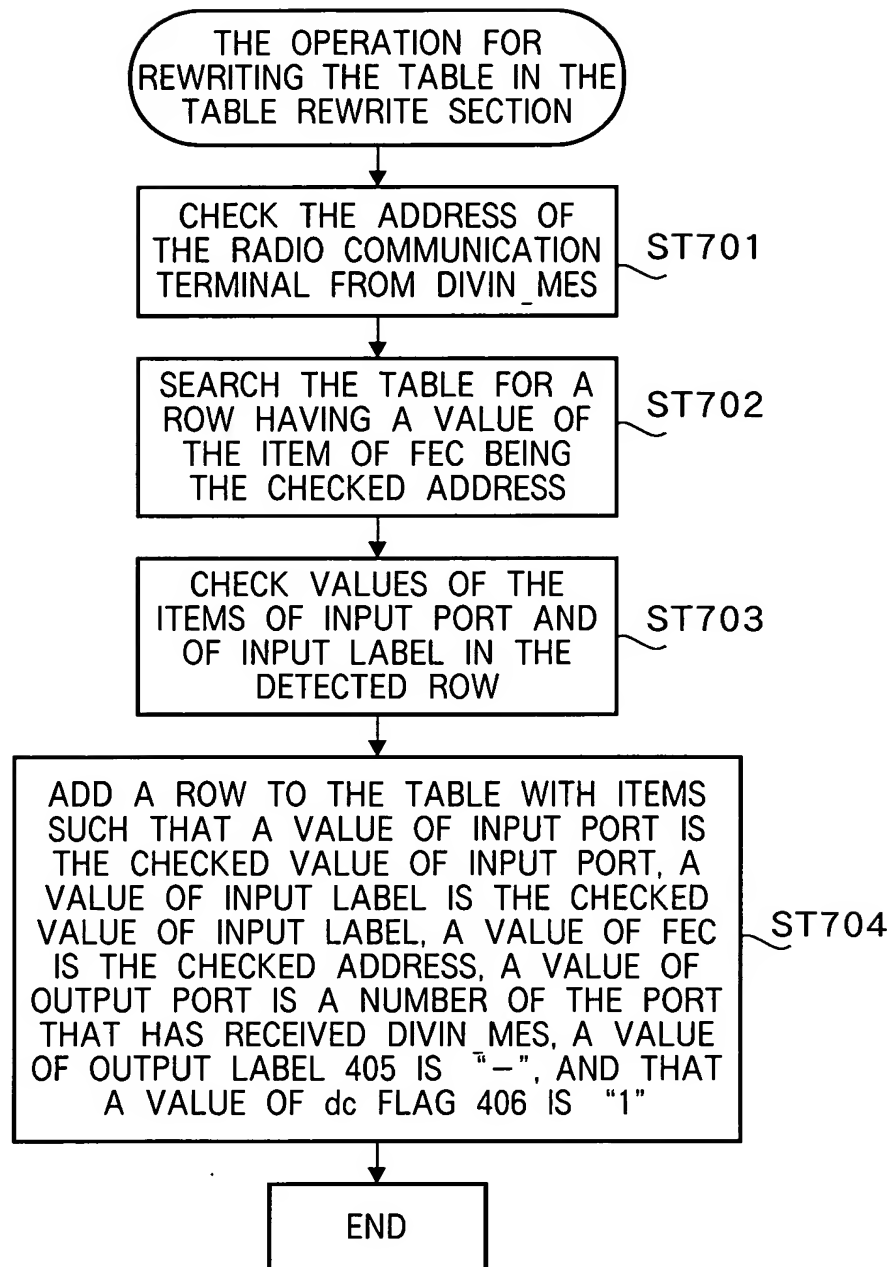 THE OPERATION FOR
REWRITING THE TABLE IN THE
TABLE REWRITE SECTION
CHECK THE ADDRESS OF
THE RADIO COMMUNICATION
TERMINAL FROM DIVIN_MES
ST701
SEARCH THE TABLE FOR A
ROW HAVING A VALUE OF
THE ITEM OF FEC BEING
THE CHECKED ADDRESS
ST702
CHECK VALUES OF THE
ITEMS OF INPUT PORT AND
OF INPUT LABEL IN THE
DETECTED ROW
ST703
ADD A ROW TO THE TABLE WITH ITEMS
SUCH THAT A VALUE OF INPUT PORT IS
THE CHECKED VALUE OF INPUT PORT, A
VALUE OF INPUT LABEL IS THE CHECKED
VALUE OF INPUT LABEL, A VALUE OF FEC
IS THE CHECKED ADDRESS, A VALUE OF
OUTPUT PORT IS A NUMBER OF THE PORT
THAT HAS RECEIVED DIVIN_MES, A VALUE
OF OUTPUT LABEL 405 IS "–", AND THAT
A VALUE OF dc FLAG 406 IS "1"
ST704
END